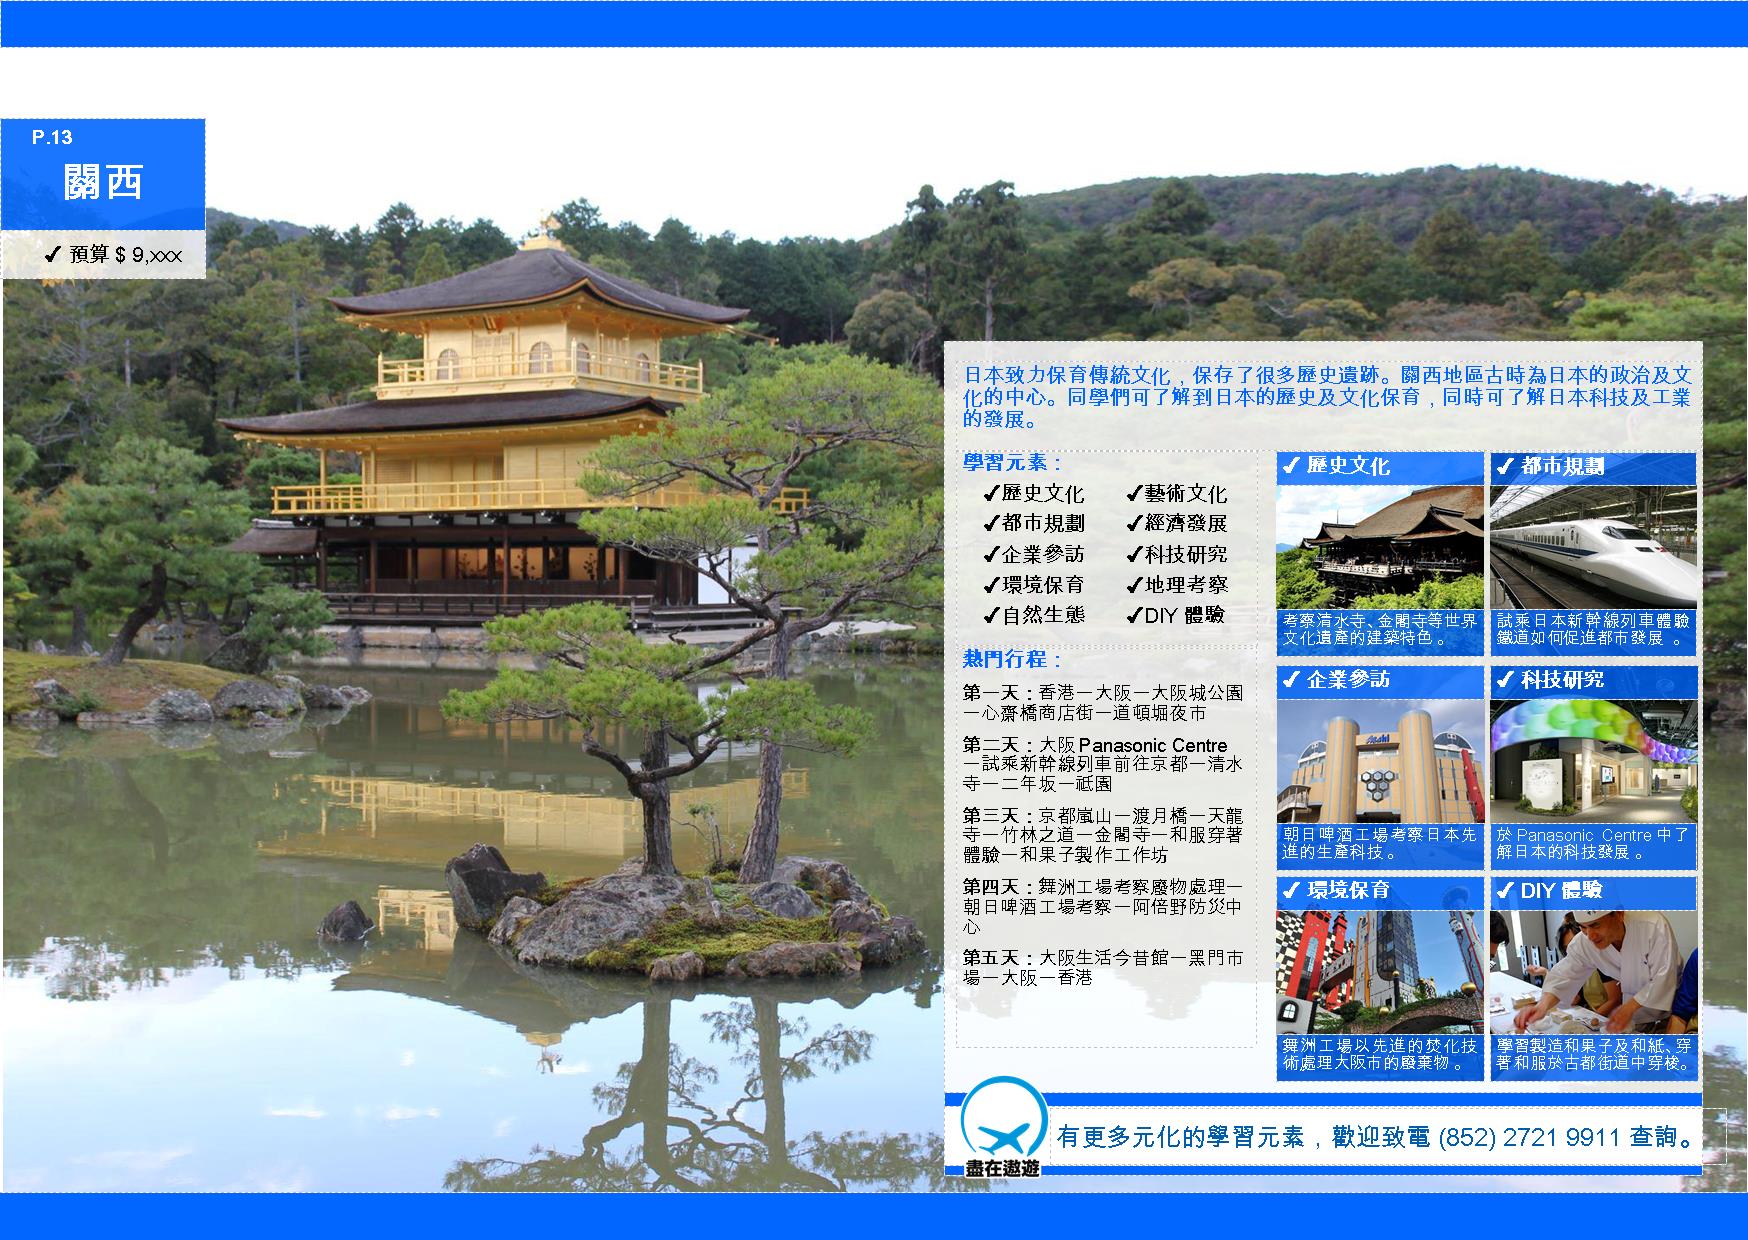 P.13
關西
✓ 預算 $ 9,xxx
日本致力保育傳統文化，保存了很多歷史遺跡。關西地區古時為日本的政治及文
化的中心。同學們可了解到日本的歷史及文化保育，同時可了解日本科技及工業
的發展。
學習元素：
✓歷史文化 ✓藝術文化
✓都市規劃 ✓經濟發展
✓企業參訪 ✓科技研究
✓環境保育 ✓地理考察
✓自然生態 ✓DIY 體驗
熱門行程：
第一天：香港—大阪—大阪城公園
—心齋橋商店街—道頓堀夜市
第二天：大阪Panasonic Centre
—試乘新幹線列車前往京都—清水
寺—二年坂—祗園
第三天：京都嵐山—渡月橋—天龍
寺—竹林之道—金閣寺—和服穿著
體驗—和果子製作工作坊
第四天：舞洲工場考察廢物處理—
朝日啤酒工場考察—阿倍野防災中
心
第五天：大阪生活今昔館—黑門市
場—大阪—香港
✓ 歷史文化
考察清水寺、金閣寺等世界
文化遺產的建築特色。
✓ 都市規劃
試乘日本新幹線列車體驗
鐵道如何促進都市發展 。
✓ 企業參訪
Asahi
朝日啤酒工場考察日本先
進的生產科技。
✓ 科技研究
於 Panasonic Centre 中了
解日本的科技發展 。
✓ 環境保育
舞洲工場以先進的焚化技
術處理大阪市的廢棄物 。
✓ DIY 體驗
學習製造和果子及和紙、穿
著和服於古都街道中穿梭。
盡在遨遊
有更多元化的學習元素，歡迎致電 (852) 2721 9911 查詢。